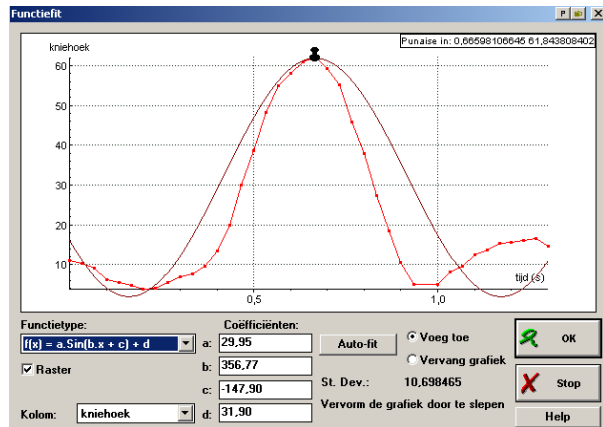 Functiefit
P
Punaise in: 0,66598106645 61,843808402
kniehoek
60
50
40
30
20
10
0,5
1,0
tijd (s)
Functietype:
f(x) = a.Sin(b.x + c) + d
Raster
Kolom: kniehoek
Coëfficiënten:
a: 29,95
b: 356,77
c: -147,90
d: 31,90
Auto-fit
Voeg toe
Vervang grafiek
St. Dev.: 10,698465
Vervorm de grafiek door te slepen
OK
Stop
Help